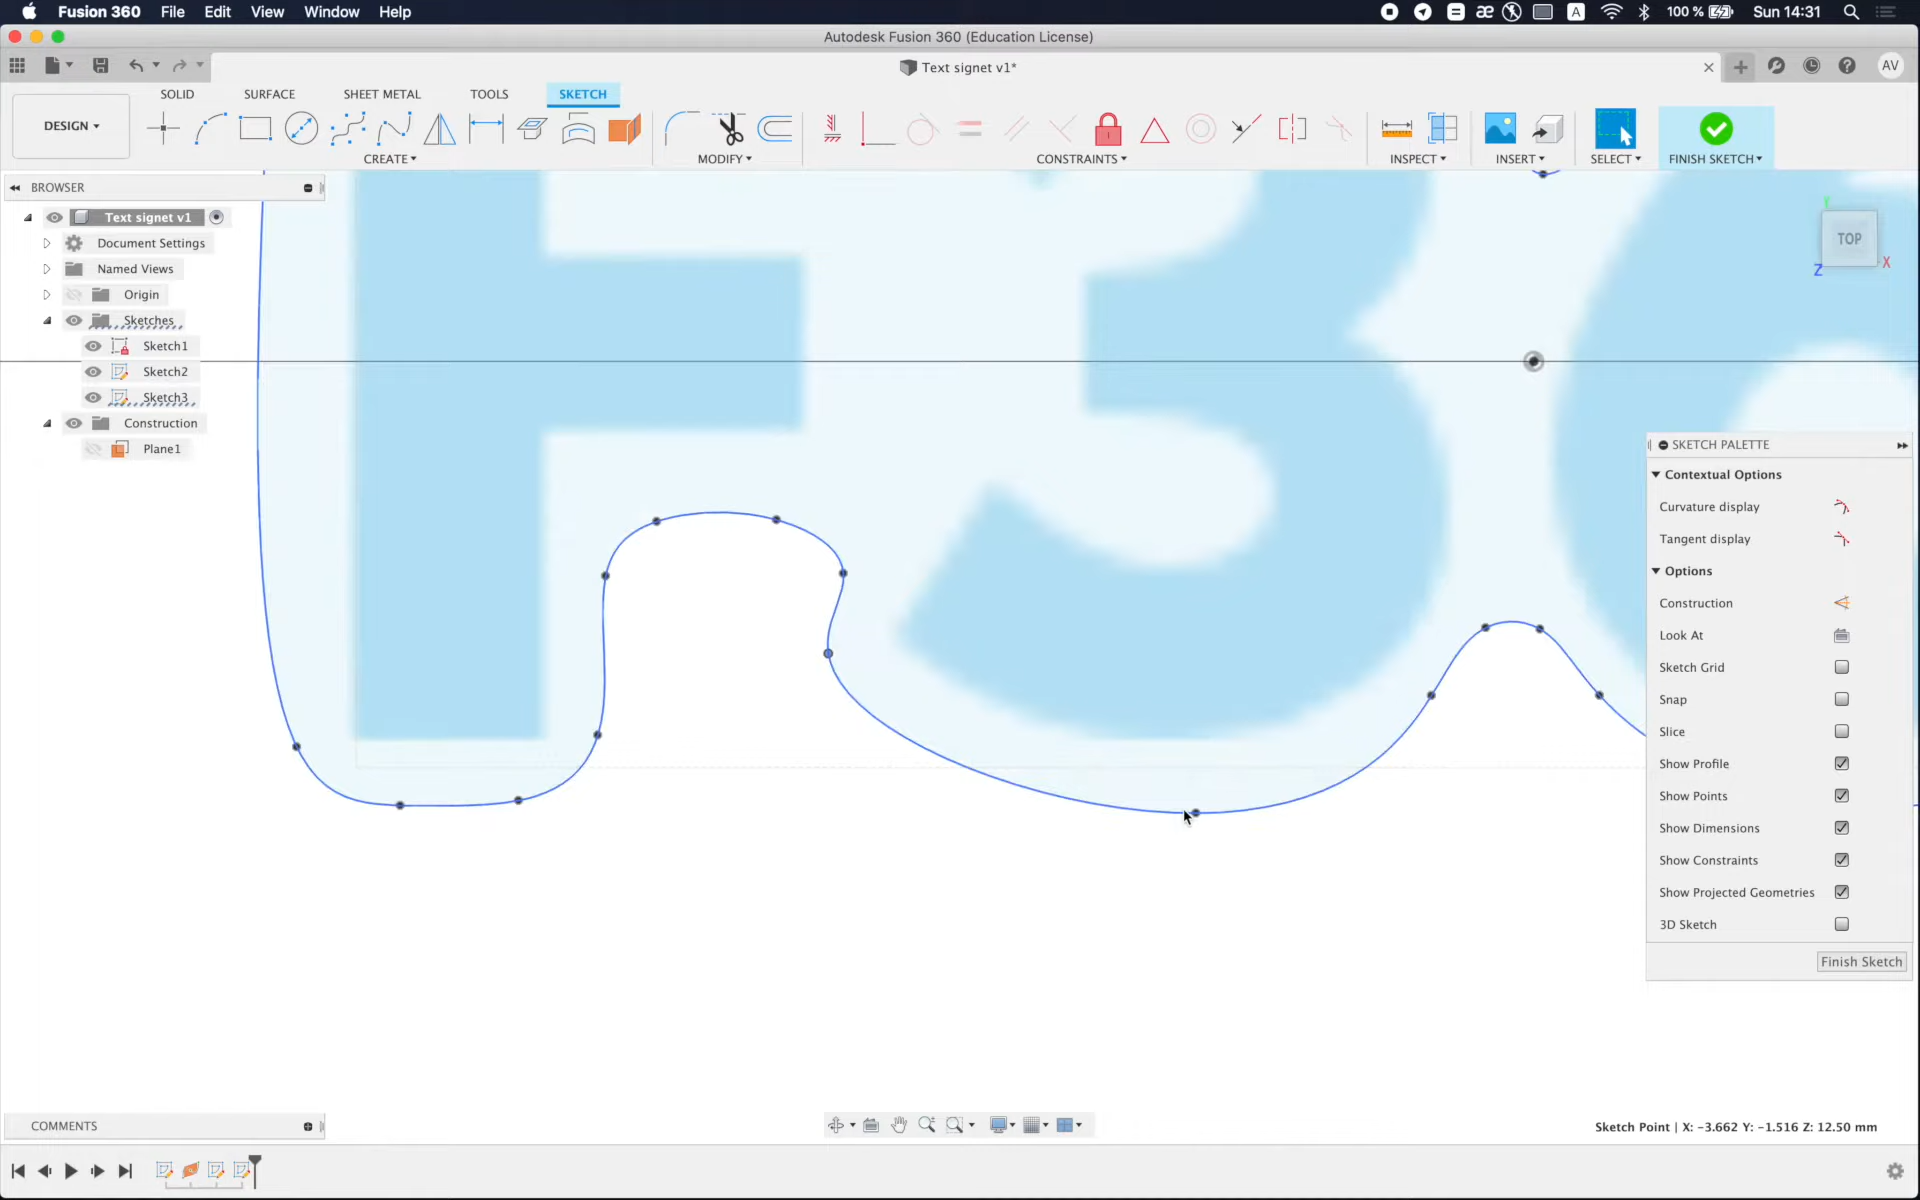 Fusion 360 File Edit View Window Help æ A 100 % Sun 14:31
Autodesk Fusion 360 (Education License)
Text signet v1* AV
DESIGN SOLID SURFACE SHEET METAL TOOLS SKETCH
CREATE MODIFY CONSTRAINTS INSPECT INSERT SELECT FINISH SKETCH
BROWSER
Text signet v1
Document Settings
Named Views
Origin
Sketches
Sketch1
Sketch2
Sketch3
Construction
Plane1
F3
Y
TOP
X
Z
SKETCH PALETTE
Contextual Options
Curvature display
Tangent display
Options
Construction
Look At
Sketch Grid
Snap
Slice
Show Profile
Show Points
Show Dimensions
Show Constraints
Show Projected Geometries
3D Sketch
Finish Sketch
COMMENTS
Sketch Point | X: -3.662 Y: -1.516 Z: 12.50 mm